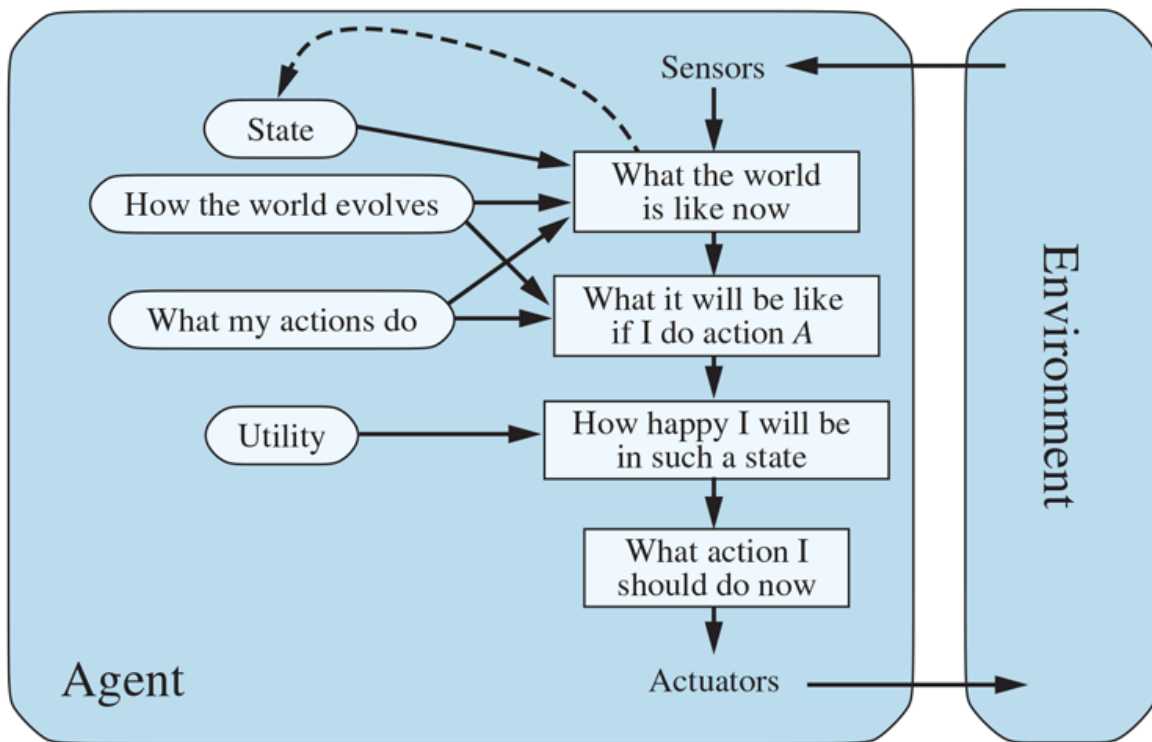 Sensors
State
What the world
is like now
How the world evolves
What my actions do
What it will be like
if I do action A
Utility
How happy I will be
in such a state
What action I
should do now
Actuators
Agent
Environment